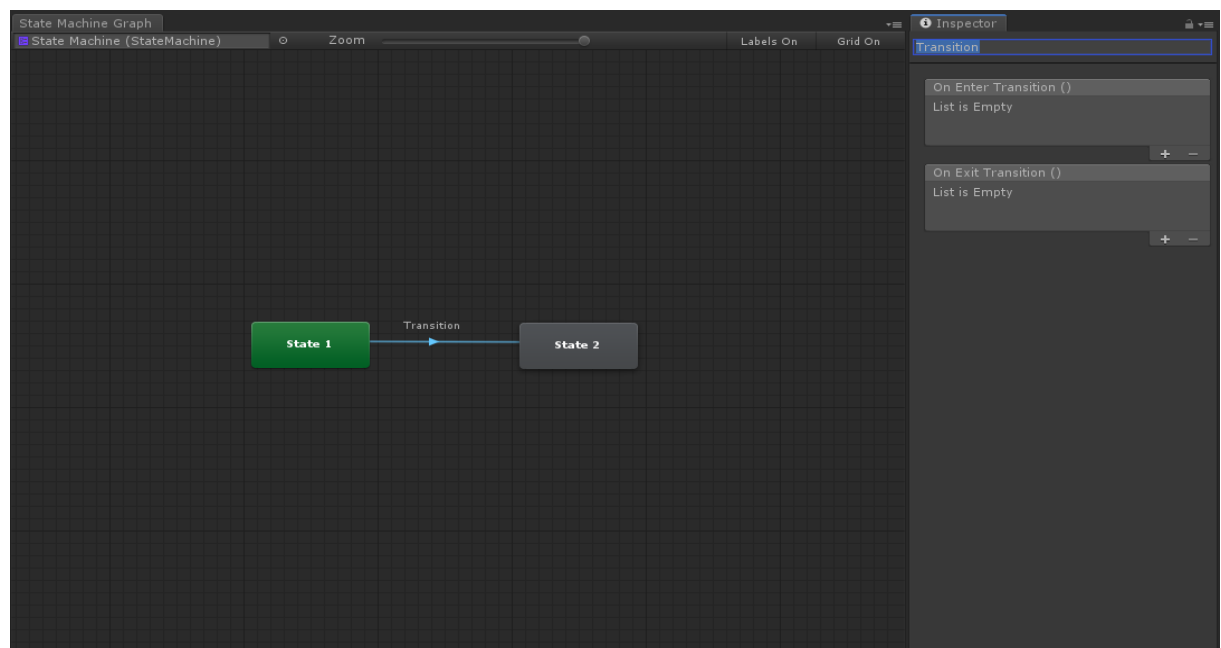 State Machine Graph
State Machine (StateMachine)
Zoom
Labels On
Grid On
Inspector
Transition
On Enter Transition ()
List is Empty
On Exit Transition ()
List is Empty
Transition
State 1
State 2